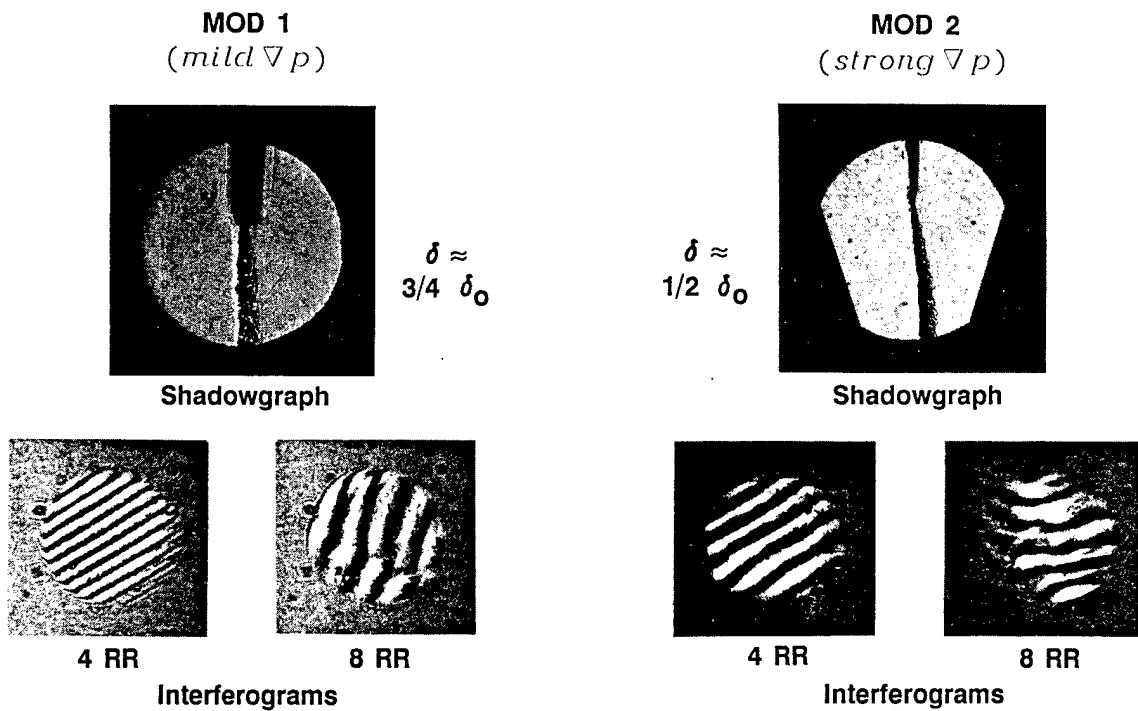 MOD 1
(mild ∇ p)
Shadowgraph
δ ≈
3/4 δo
4 RR
8 RR
Interferograms
MOD 2
(strong ∇ p)
δ ≈
1/2 δo
Shadowgraph
4 RR
8 RR
Interferograms